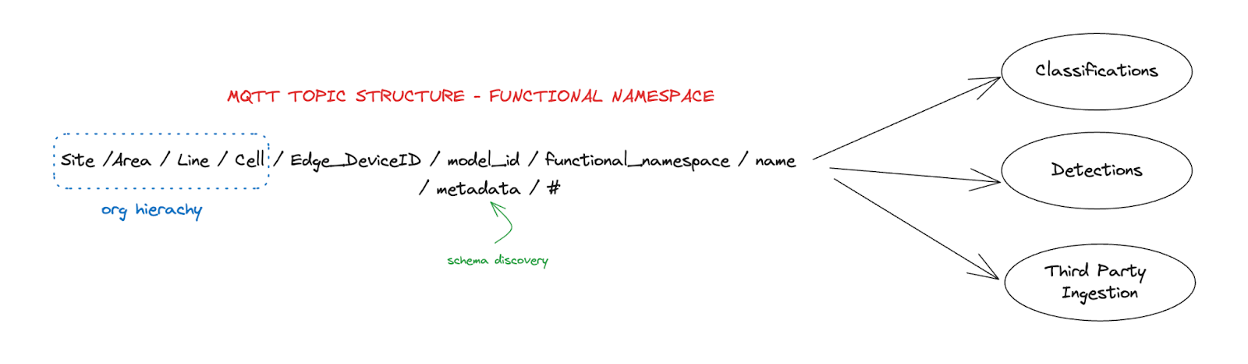 MQTT TOPIC STRUCTURE - FUNCTIONAL NAMESPACE
Site /Area / Line / Cell / Edge_DeviceID / model_id / functional_namespace / name
/ metadata / #
org hierachy
schema discovery
Classifications
Detections
Third Party
Ingestion